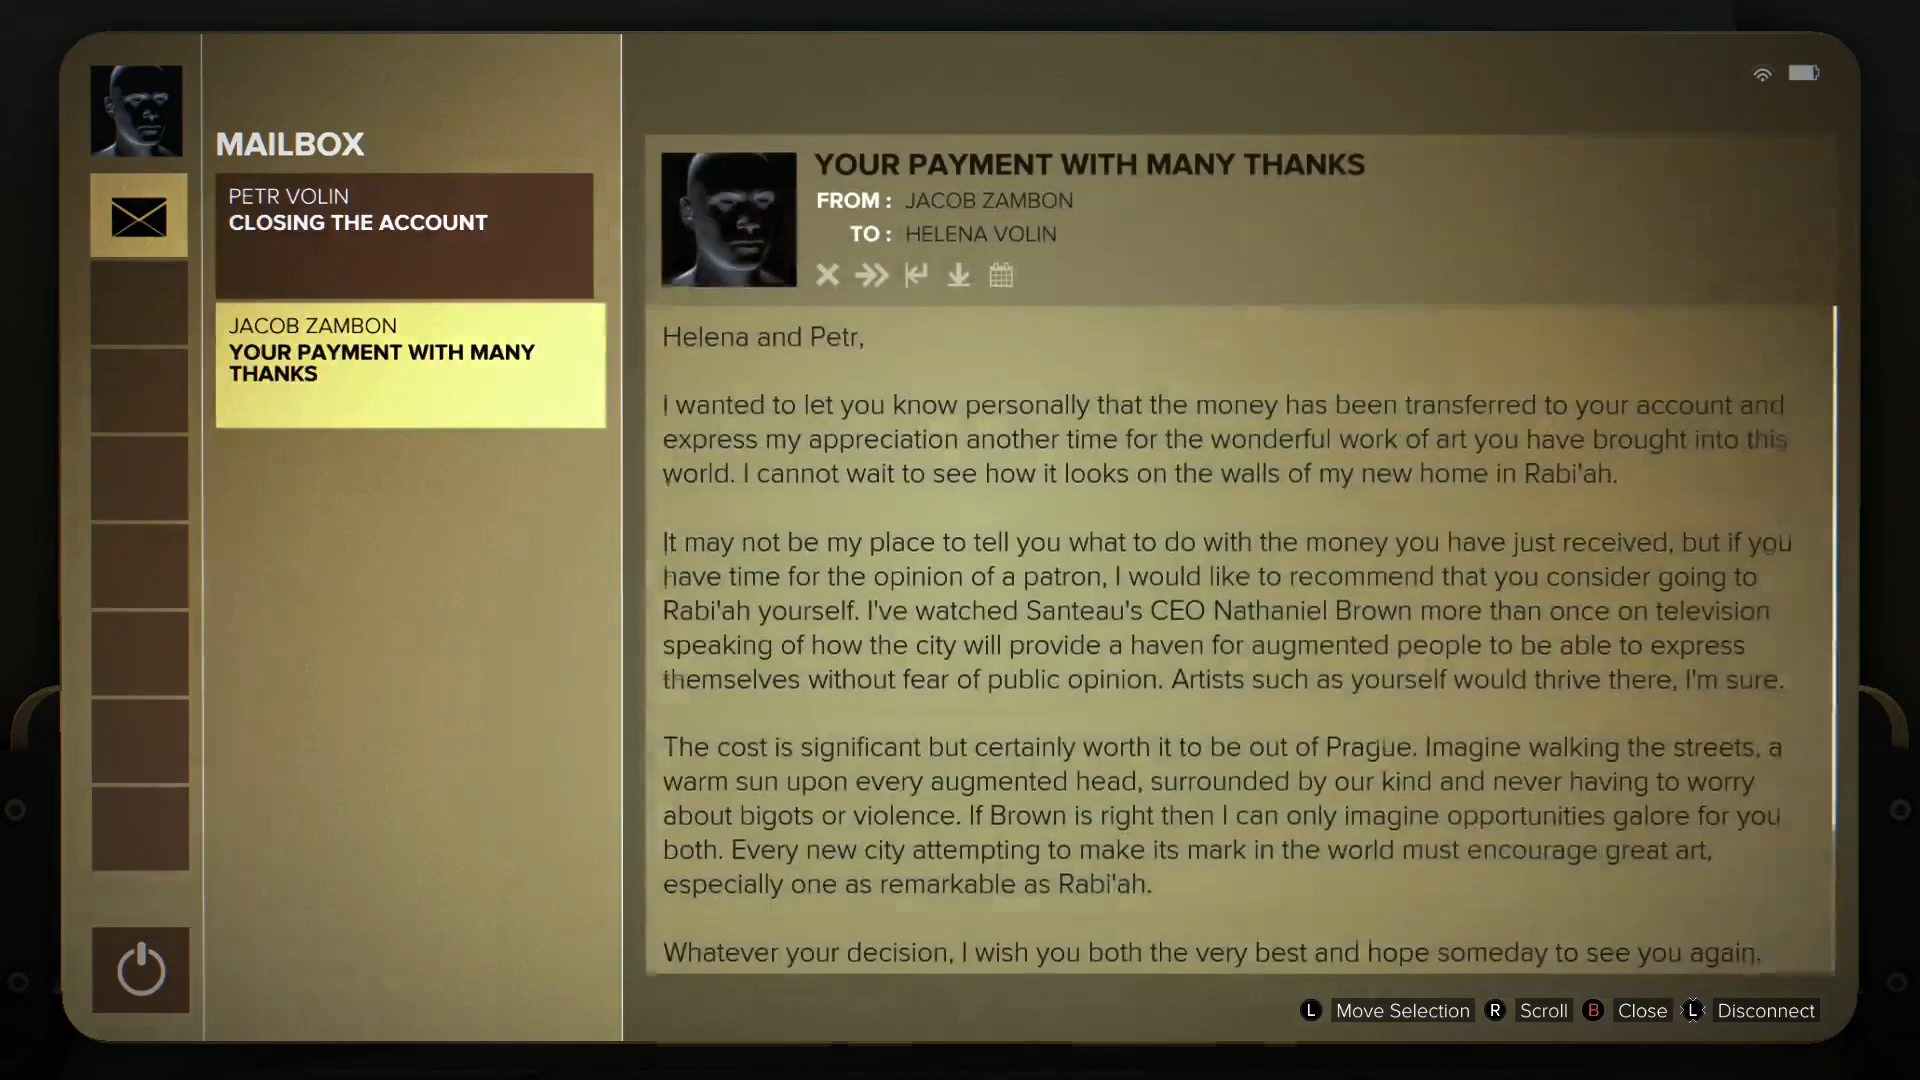 MAILBOX
PETR VOLIN
CLOSING THE ACCOUNT
JACOB ZAMBON
YOUR PAYMENT WITH MANY
THANKS
YOUR PAYMENT WITH MANY THANKS
FROM : JACOB ZAMBON
TO : HELENA VOLIN
Helena and Petr,
I wanted to let you know personally that the money has been transferred to your account and
express my appreciation another time for the wonderful work of art you have brought into this
world. I cannot wait to see how it looks on the walls of my new home in Rabi'ah.
It may not be my place to tell you what to do with the money you have just received, but if you
have time for the opinion of a patron, I would like to recommend that you consider going to
Rabi'ah yourself. I've watched Santeau's CEO Nathaniel Brown more than once on television
speaking of how the city will provide a haven for augmented people to be able to express
themselves without fear of public opinion. Artists such as yourself would thrive there, I'm sure.
The cost is significant but certainly worth it to be out of Prague. Imagine walking the streets, a
warm sun upon every augmented head, surrounded by our kind and never having to worry
about bigots or violence. If Brown is right then I can only imagine opportunities galore for you
both. Every new city attempting to make its mark in the world must encourage great art,
especially one as remarkable as Rabi'ah.
Whatever your decision, I wish you both the very best and hope someday to see you again.
L Move Selection R Scroll B Close L Disconnect